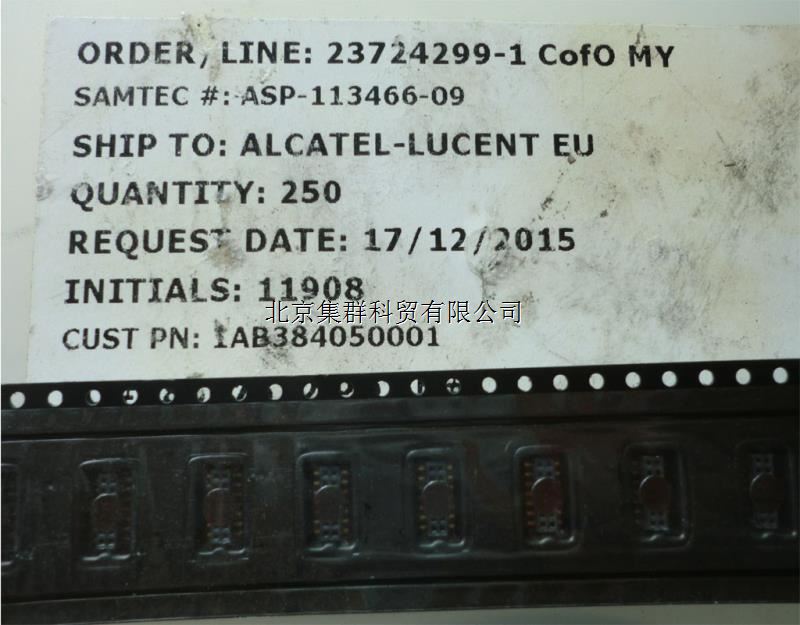 ORDER, LINE: 23724299-1 CofO MY
SAMTEC #: ASP-113466-09
SHIP TO: ALCATEL-LUCENT EU
QUANTITY: 250
REQUEST DATE: 17/12/2015
INITIALS: 11908
北京集群科贸有限公司
CUST PN: 1AB384050001